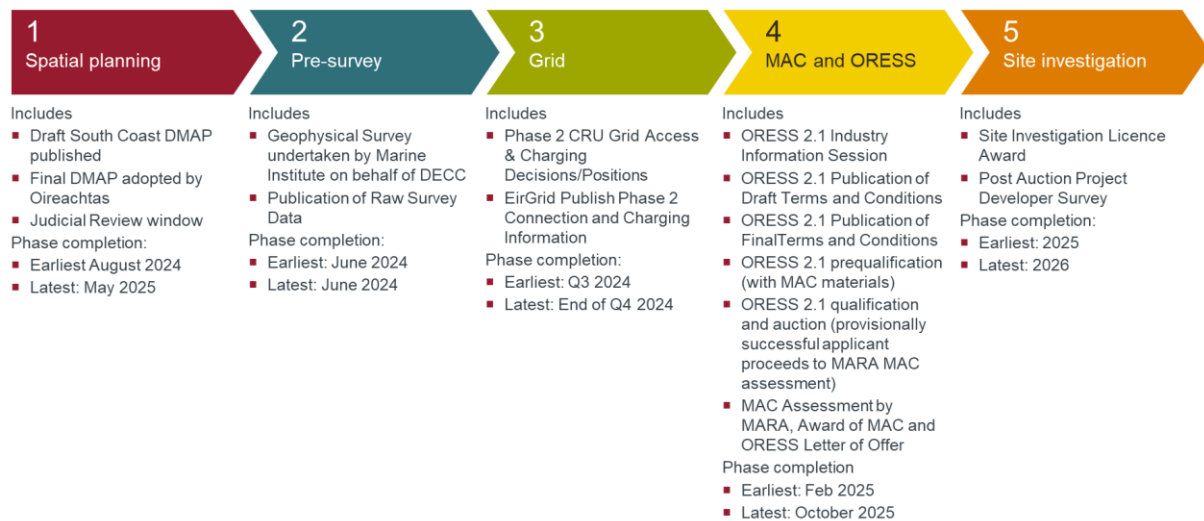 1
Spatial planning
Includes
▪ Draft South Coast DMAP
published
▪ Final DMAP adopted by
Oireachtas
▪ Judicial Review window
Phase completion:
▪ Earliest August 2024
▪ Latest: May 2025
2
Pre-survey
Includes
▪ Geophysical Survey
undertaken by Marine
Institute on behalf of DECC
▪ Publication of Raw Survey
Data
Phase completion:
▪ Earliest: June 2024
▪ Latest: June 2024
3
Grid
Includes
▪ Phase 2 CRU Grid Access
& Charging
Decisions/Positions
▪ EirGrid Publish Phase 2
Connection and Charging
Information
Phase completion:
▪ Earliest: Q3 2024
▪ Latest: End of Q4 2024
4
MAC and ORESS
Includes
▪ ORESS 2.1 Industry
Information Session
▪ ORESS 2.1 Publication of
Draft Terms and Conditions
▪ ORESS 2.1 Publication of
FinalTerms and Conditions
▪ ORESS 2.1 prequalification
(with MAC materials)
▪ ORESS 2.1 qualification
and auction (provisionally
successful applicant
proceeds to MARA MAC
assessment)
▪ MAC Assessment by
MARA, Award of MAC and
ORESS Letter of Offer
Phase completion
▪ Earliest: Feb 2025
▪ Latest: October 2025
5
Site investigation
Includes
▪ Site Investigation Licence
Award
▪ Post Auction Project
Developer Survey
Phase completion:
▪ Earliest: 2025
▪ Latest: 2026